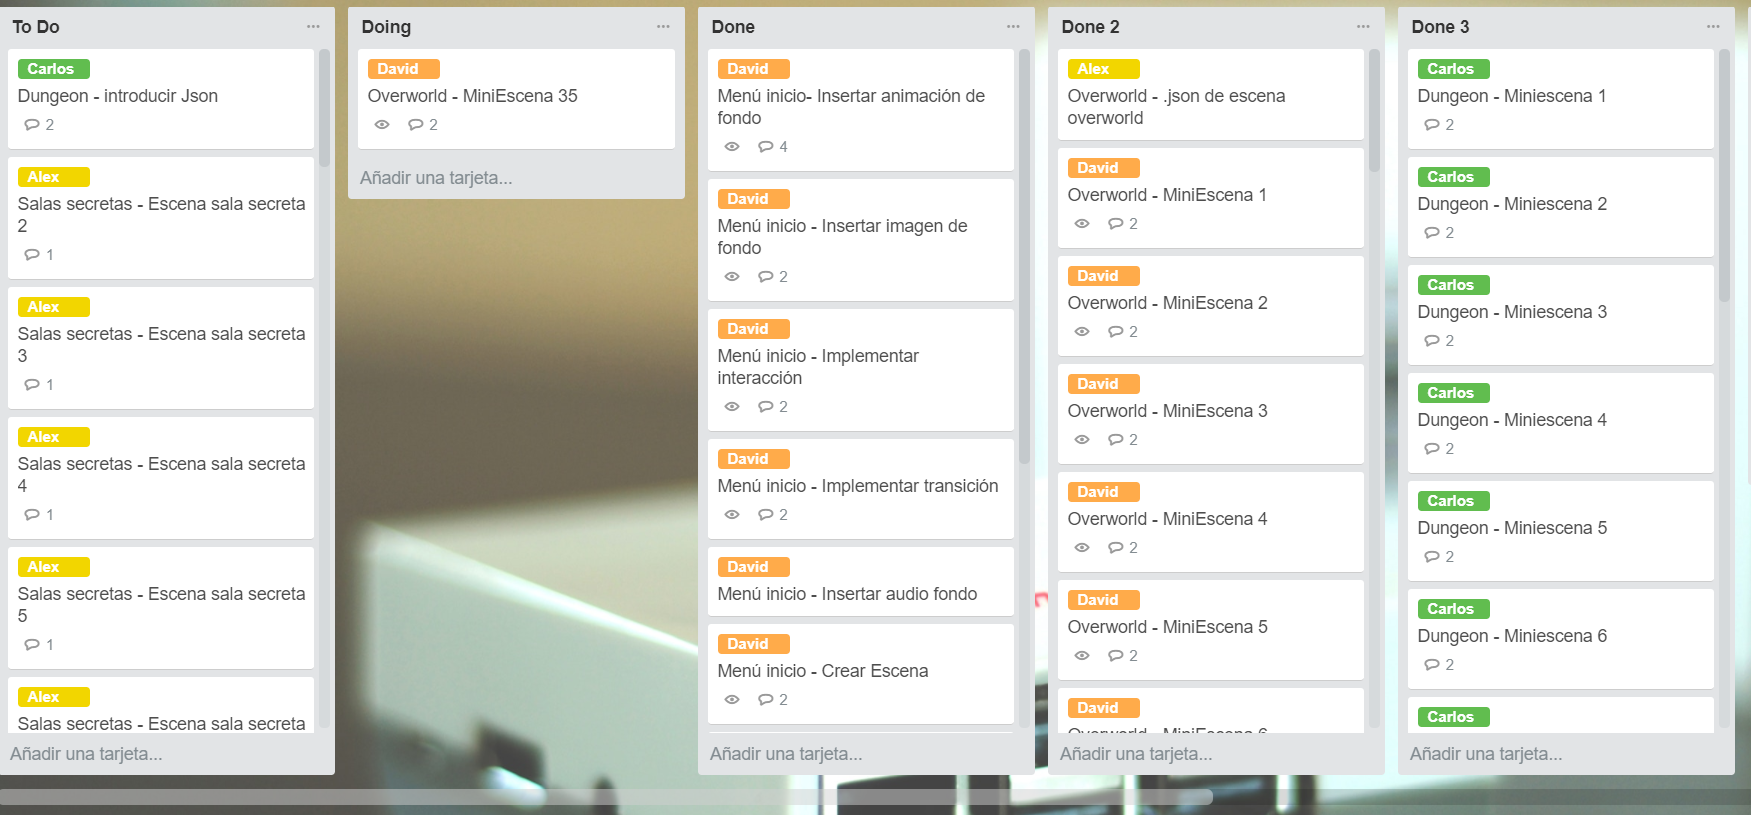 To Do
Carlos
Dungeon - introducir Json
2
Alex
Salas secretas - Escena sala secreta
2
1
Alex
Salas secretas - Escena sala secreta
3
1
Alex
Salas secretas - Escena sala secreta
4
1
Alex
Salas secretas - Escena sala secreta
5
1
Alex
Salas secretas - Escena sala secreta
Añadir una tarjeta...
Doing
David
Overworld - MiniEscena 35
2
Añadir una tarjeta...
Done
David
Menú inicio- Insertar animación de
fondo
4
David
Menú inicio - Insertar imagen de
fondo
2
David
Menú inicio - Implementar
interacción
2
David
Menú inicio - Implementar transición
2
David
Menú inicio - Insertar audio fondo
David
Menú inicio - Crear Escena
2
Añadir una tarjeta...
Done 2
Alex
Overworld - .json de escena
overworld
David
Overworld - MiniEscena 1
2
David
Overworld - MiniEscena 2
2
David
Overworld - MiniEscena 3
2
David
Overworld - MiniEscena 4
2
David
Overworld - MiniEscena 5
2
David
Overworld - MiniEscena 6
Añadir una tarjeta...
Done 3
Carlos
Dungeon - Miniescena 1
2
Carlos
Dungeon - Miniescena 2
2
Carlos
Dungeon - Miniescena 3
2
Carlos
Dungeon - Miniescena 4
2
Carlos
Dungeon - Miniescena 5
2
Carlos
Dungeon - Miniescena 6
2
Carlos
Añadir una tarjeta...